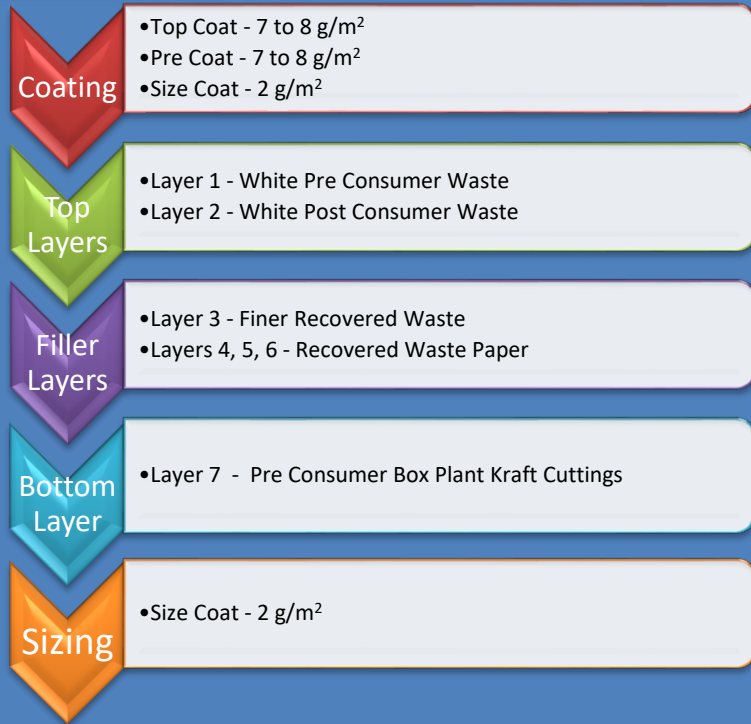 Coating
•Top Coat - 7 to 8 g/m²
•Pre Coat - 7 to 8 g/m²
•Size Coat - 2 g/m²
Top
Layers
•Layer 1 - White Pre Consumer Waste
•Layer 2 - White Post Consumer Waste
Filler
Layers
•Layer 3 - Finer Recovered Waste
•Layers 4, 5, 6 - Recovered Waste Paper
Bottom
Layer
•Layer 7 - Pre Consumer Box Plant Kraft Cuttings
Sizing
•Size Coat - 2 g/m²